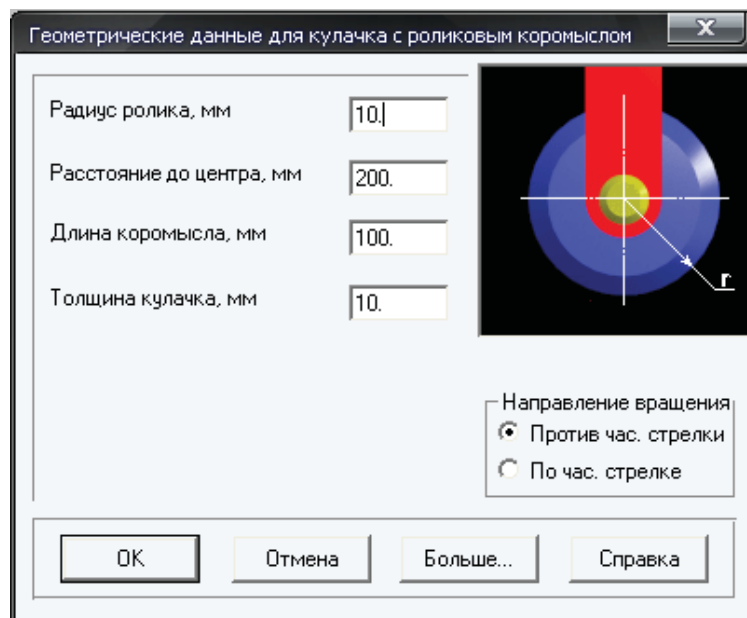 Геометрические данные для кулачка с роликовым коромыслом
Радиус ролика, мм 10.
Расстояние до центра, мм 200.
Длина коромысла, мм 100.
Толщина кулачка, мм 10.
r
Направление вращения
Против час. стрелки
По час. стрелке
OK Отмена Больше... Справка